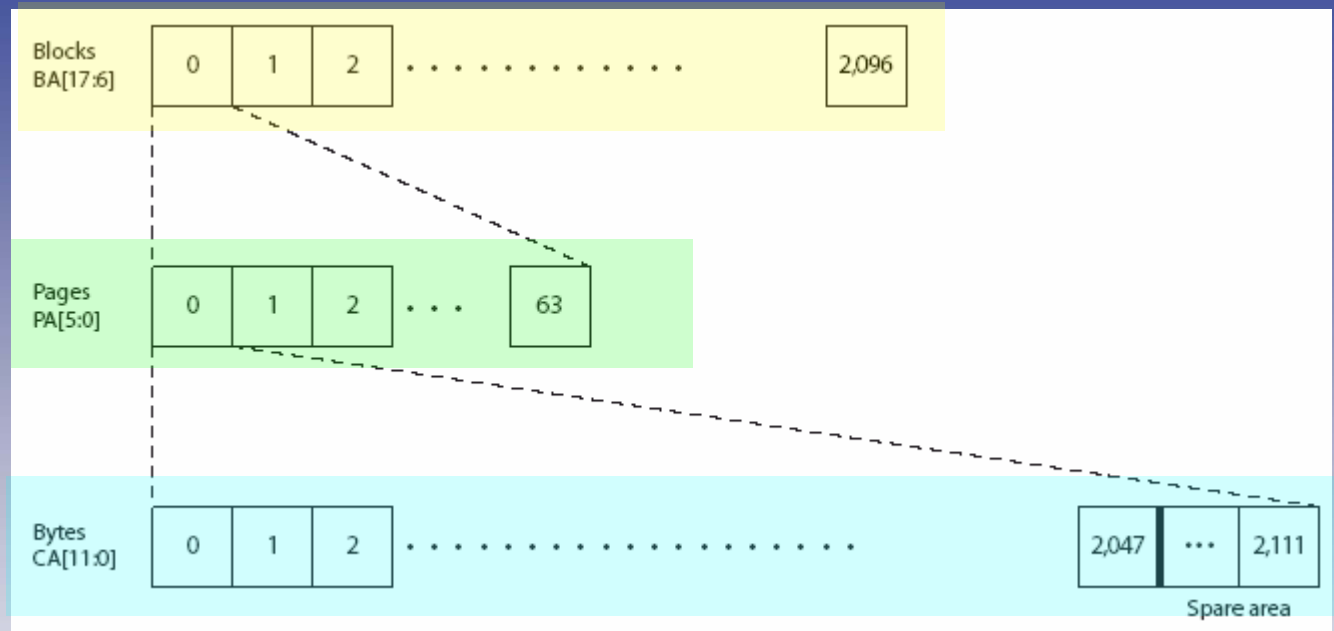 Blocks
BA[17:6]
0 1 2 ............ 2,096
Pages
PA[5:0]
0 1 2 ... 63
Bytes
CA[11:0]
0 1 2 ................... 2,047 ... 2,111
Spare area